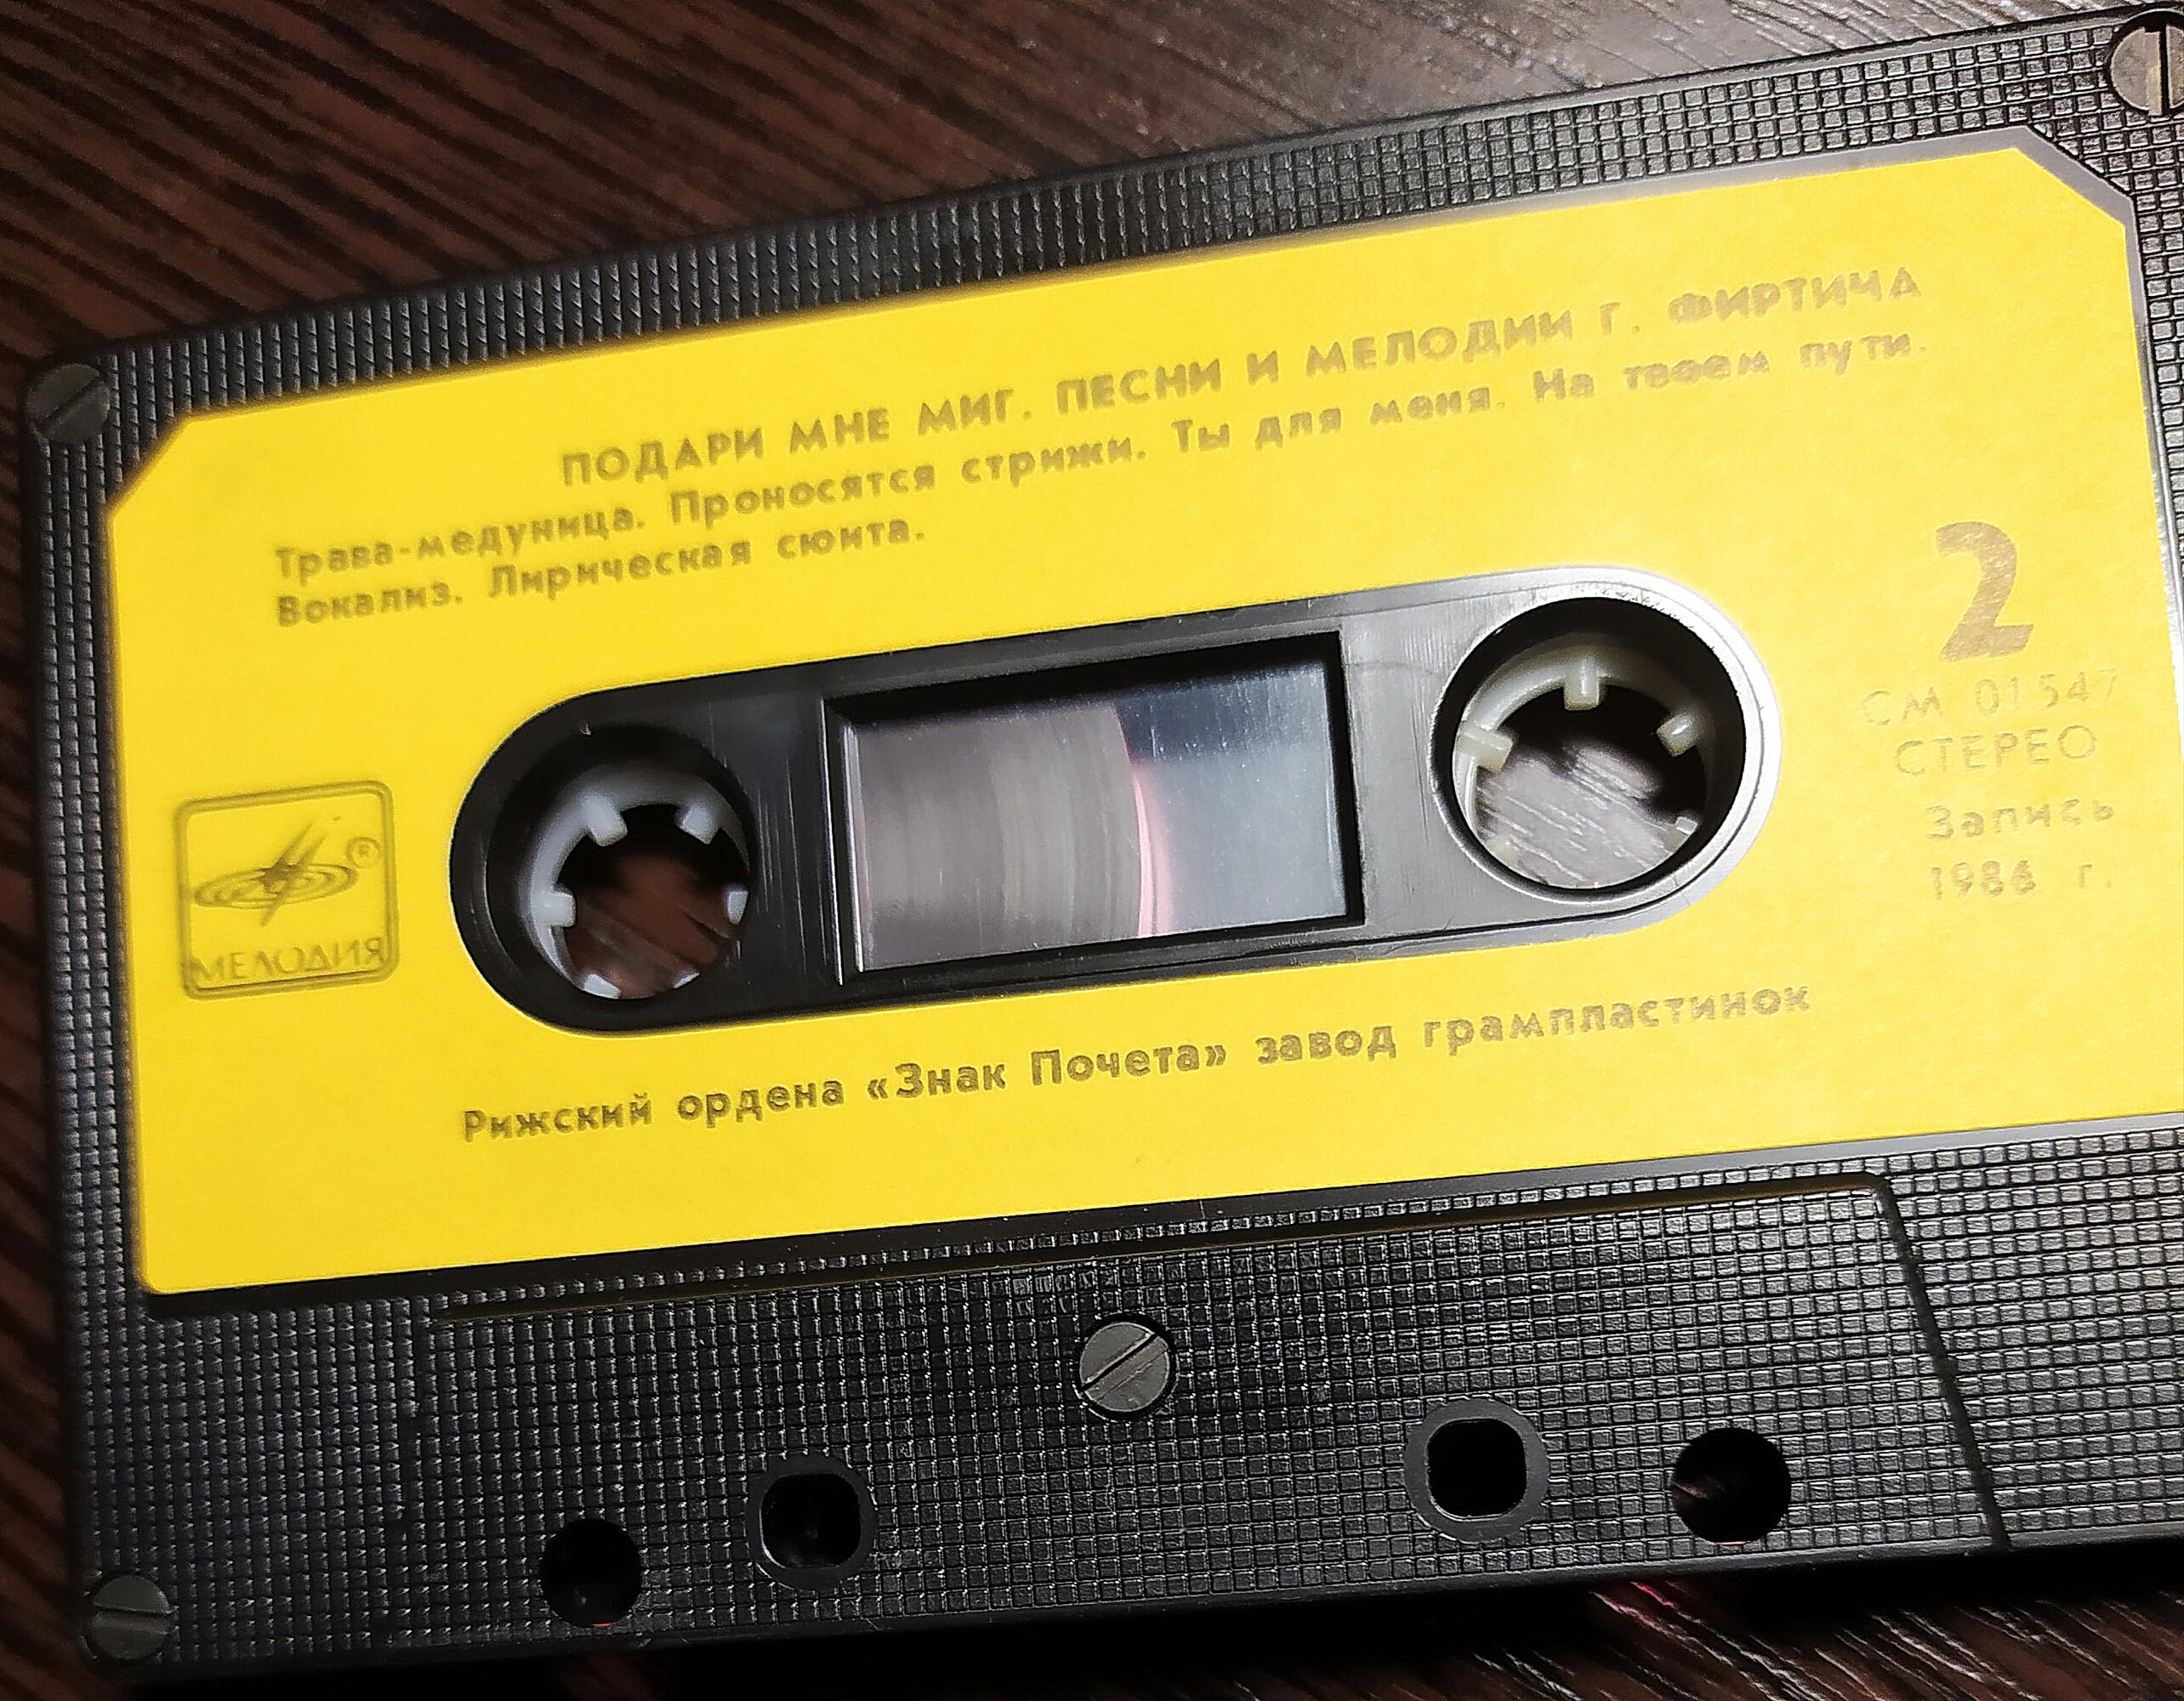 ПОДАРИ МНЕ МИГ. ПЕСНИ И МЕЛОДИИ Г. ФИРТИЧА
Трава-медуница. Проносятся стрижи. Ты для меня. На твоем пути.
Вокализ. Лирическая сюита.
2
СМ 01547
СТЕРЕО
Запись
1986 г.
®
МЕЛОДИЯ
Рижский ордена «Знак Почета» завод грампластинок